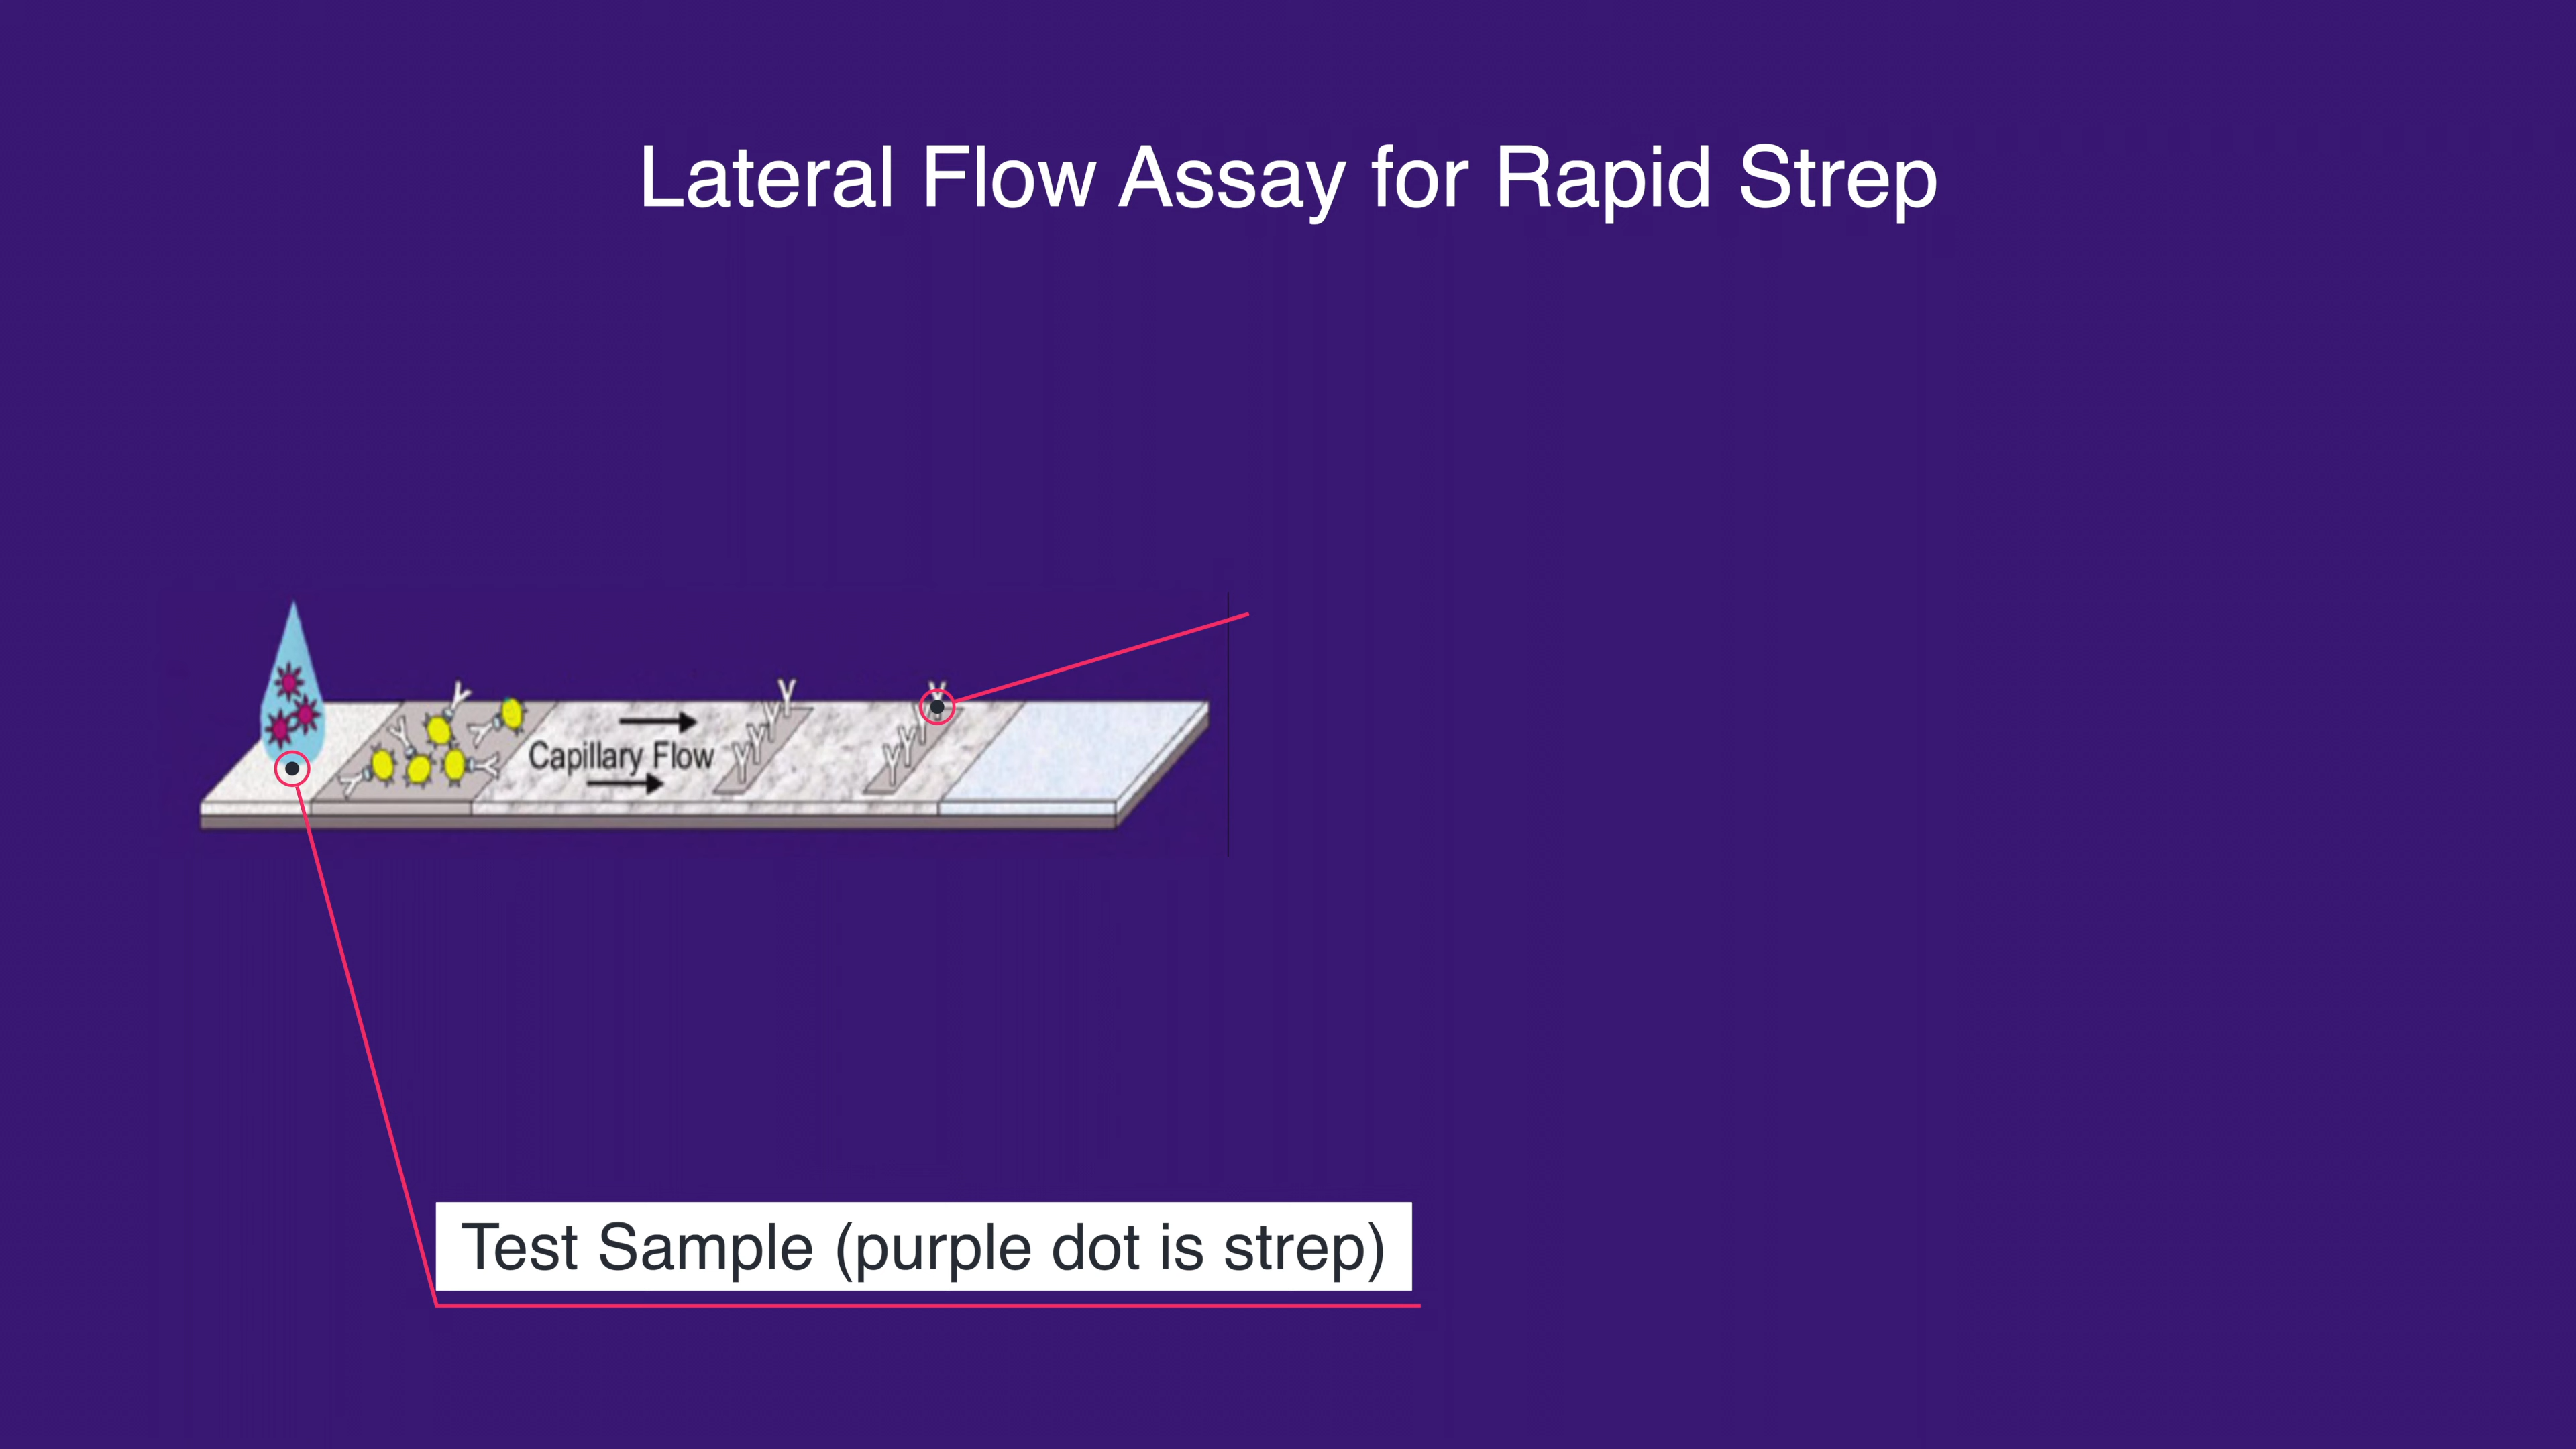 Lateral Flow Assay for Rapid Strep
Capillary Flow
Test Sample (purple dot is strep)